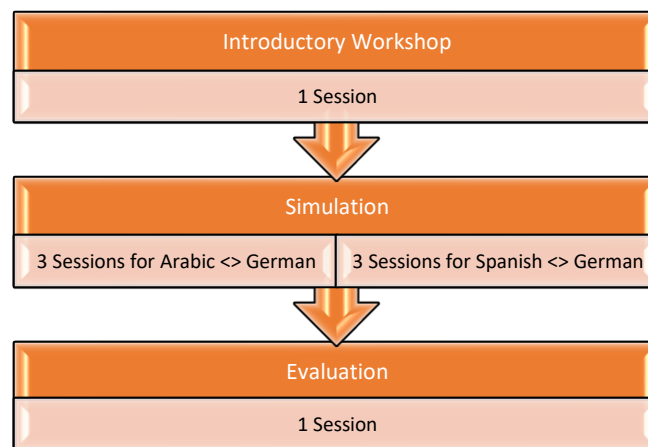 Introductory Workshop
1 Session
Simulation
3 Sessions for Arabic <> German
3 Sessions for Spanish <> German
Evaluation
1 Session